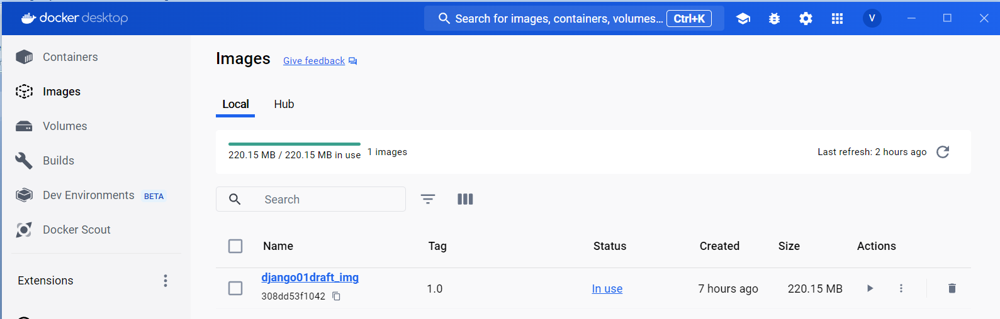 docker desktop
Search for images, containers, volumes... Ctrl+K
V
Containers
Images
Volumes
Builds
Dev Environments BETA
Docker Scout
Extensions
Images Give feedback
Local Hub
220.15 MB / 220.15 MB in use 1 images
Last refresh: 2 hours ago
Search
Name Tag Status Created Size Actions
django01draft_img
308dd53f1042
1.0 In use 7 hours ago 220.15 MB